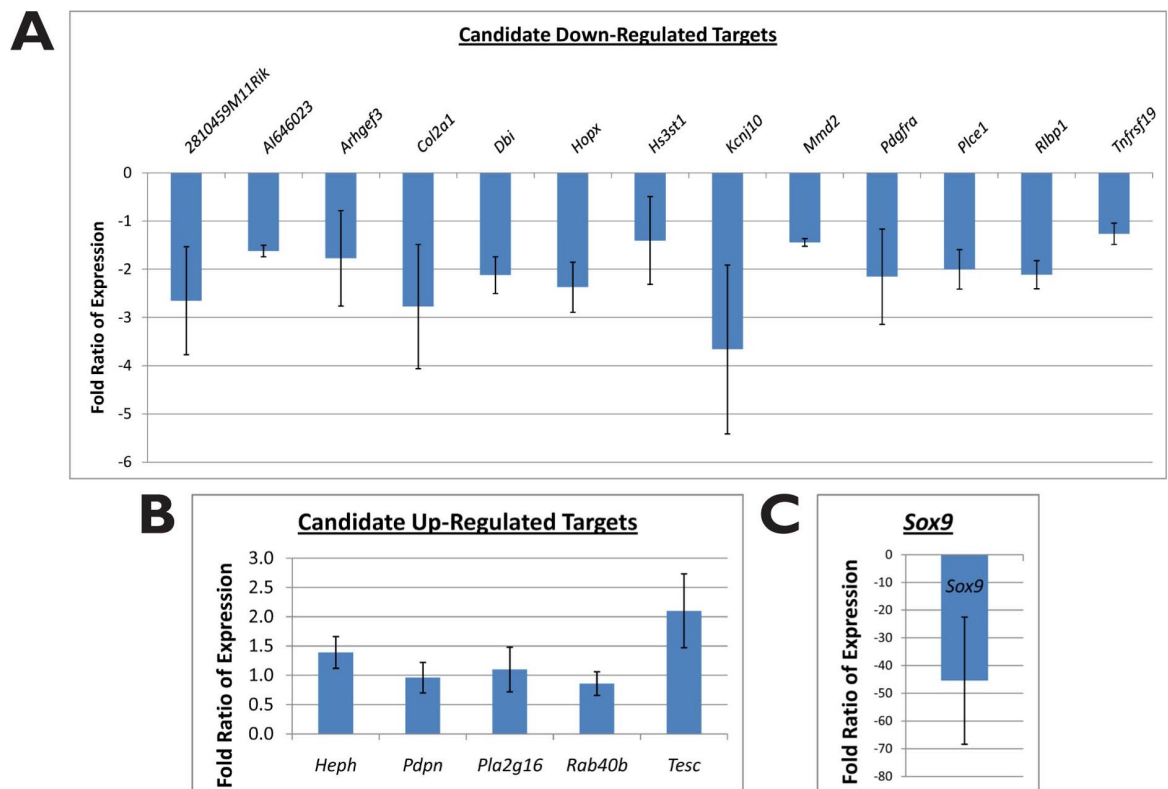 A
Candidate Down-Regulated Targets
2810459M11Rik
AI646023
Arhgef3
Col2a1
Dbi
Hopx
Hs3st1
Kcnj10
Mmd2
Pdgfra
Plce1
Rlbp1
Tnfrsf19
Fold Ratio of Expression
0
-1
-2
-3
-4
-5
-6
B
Candidate Up-Regulated Targets
Fold Ratio of Expression
3.0
2.5
2.0
1.5
1.0
0.5
0.0
Heph Pdpn Pla2g16 Rab40b Tesc
C
Sox9
Fold Ratio of Expression
0
-10
-20
-30
-40
-50
-60
-70
-80
Sox9